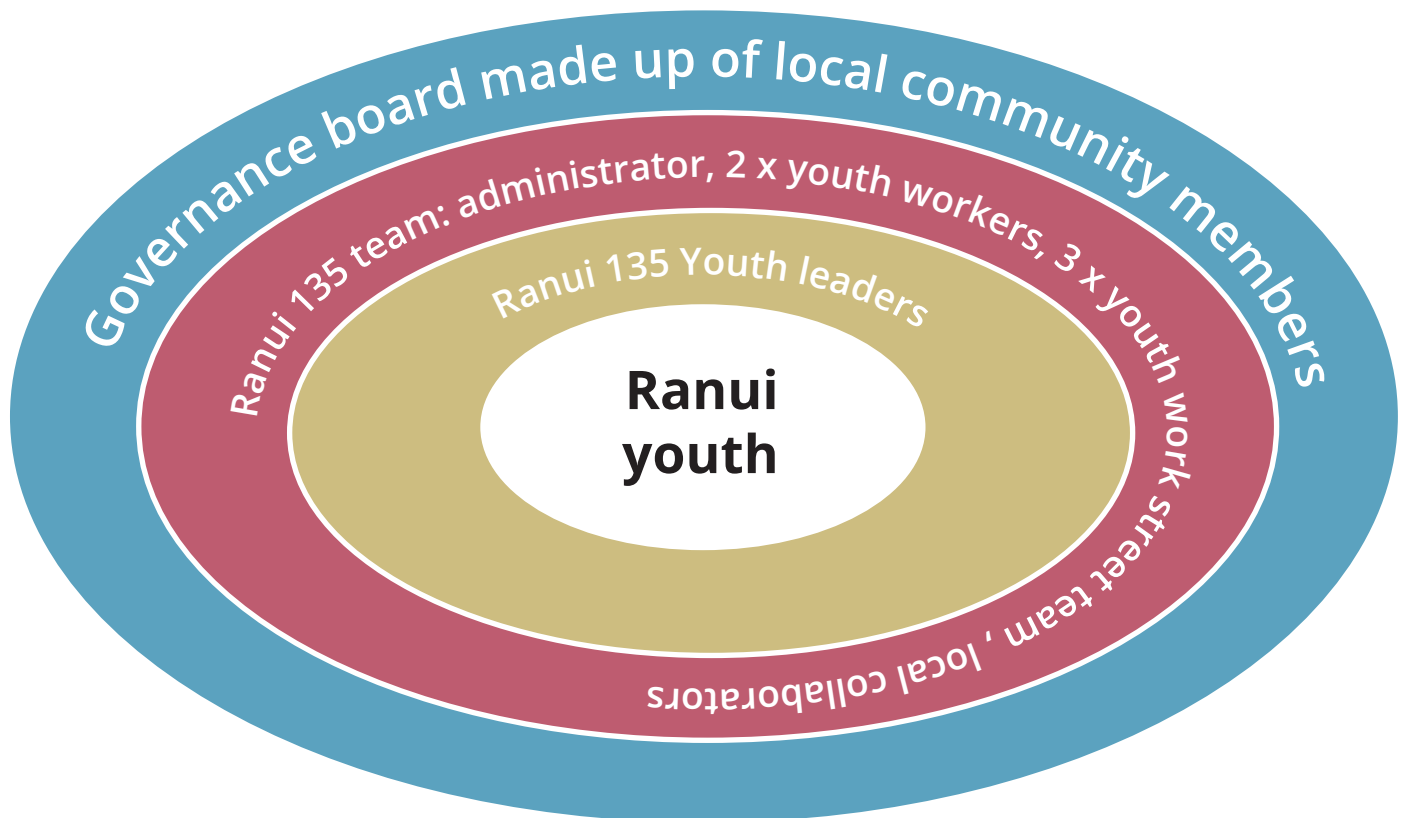 Governance board made up of local community members
Ranui 135 team: administrator, 2 x youth workers, 3 x youth work street team , local collaborators
Ranui 135 Youth leaders
Ranui
youth